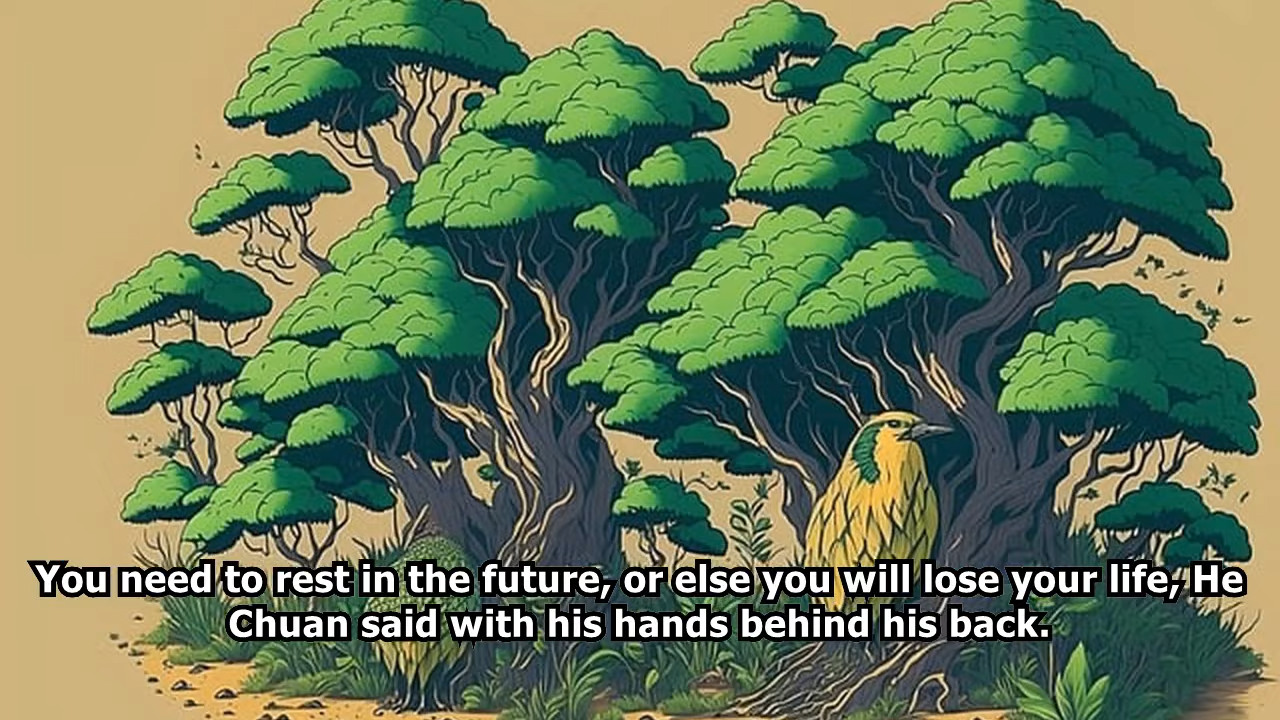 You need to rest in the future, or else you will lose your life, He
Chuan said with his hands behind his back.